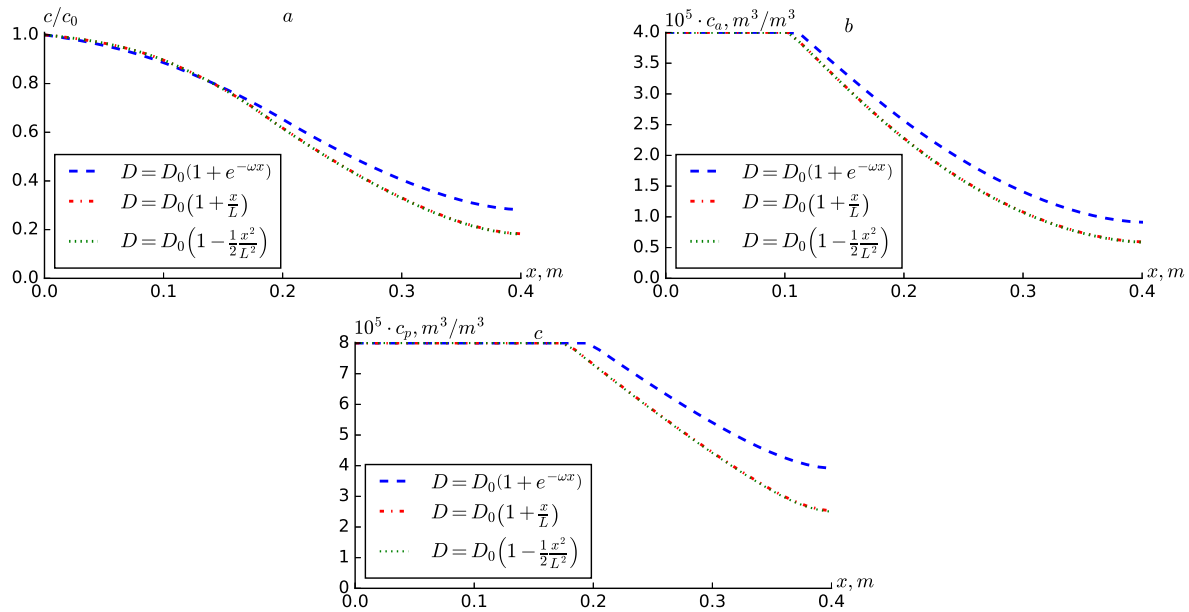 c/c₀ a
1.0
0.8
0.6
0.4
0.2
0.0
D = D₀(1 + e^{−ωx})
D = D₀(1 + x/L)
D = D₀(1 − 1/2 x²/L²)
0.0 0.1 0.2 0.3 0.4
x, m
10⁵ · cₐ, m³/m³ b
4.0
3.5
3.0
2.5
2.0
1.5
1.0
0.5
0.0
D = D₀(1 + e^{−ωx})
D = D₀(1 + x/L)
D = D₀(1 − 1/2 x²/L²)
0.0 0.1 0.2 0.3 0.4
x, m
10⁵ · cₚ, m³/m³ c
8
7
6
5
4
3
2
1
0
D = D₀(1 + e^{−ωx})
D = D₀(1 + x/L)
D = D₀(1 − 1/2 x²/L²)
0.0 0.1 0.2 0.3 0.4
x, m